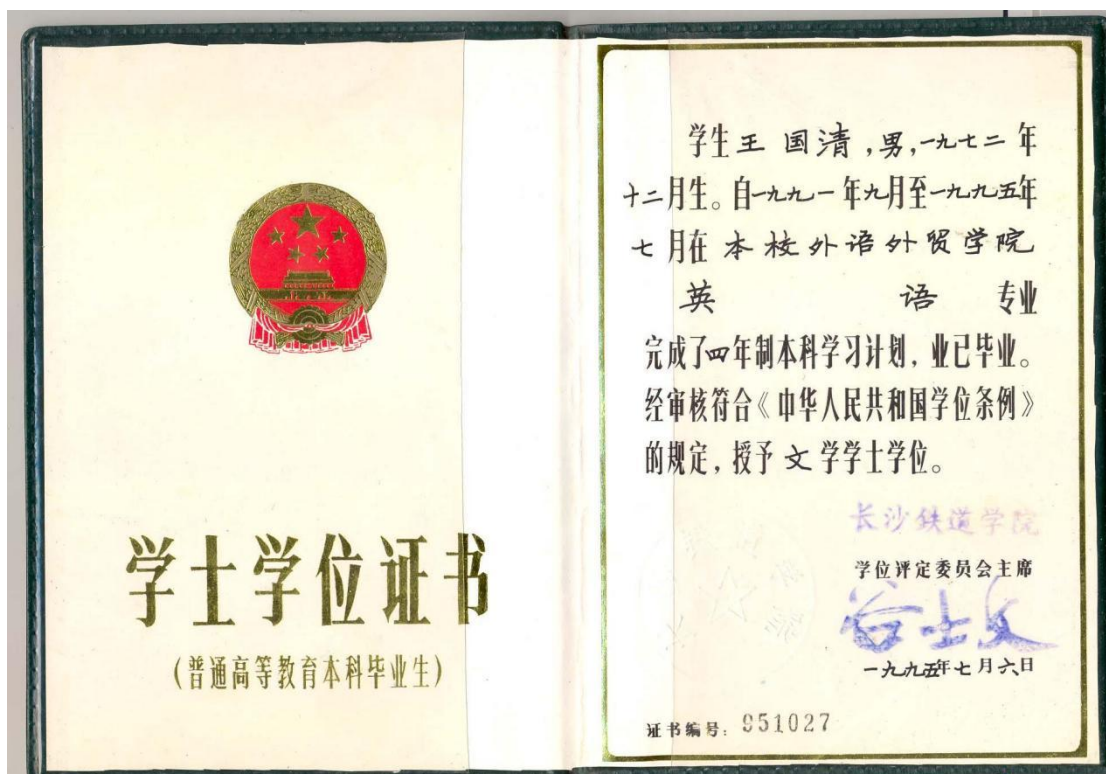 学士学位证书
(普通高等教育本科毕业生)
学生王国清,男,一九七二年
十二月生。自一九九一年九月至一九九五年
七月在本校外语外贸学院
英语专业
完成了四年制本科学习计划,业已毕业。
经审核符合《中华人民共和国学位条例》
的规定,授予文学学士学位。
长沙铁道学院
学位评定委员会主席
谷士文
一九九五年七月六日
证书编号:951027